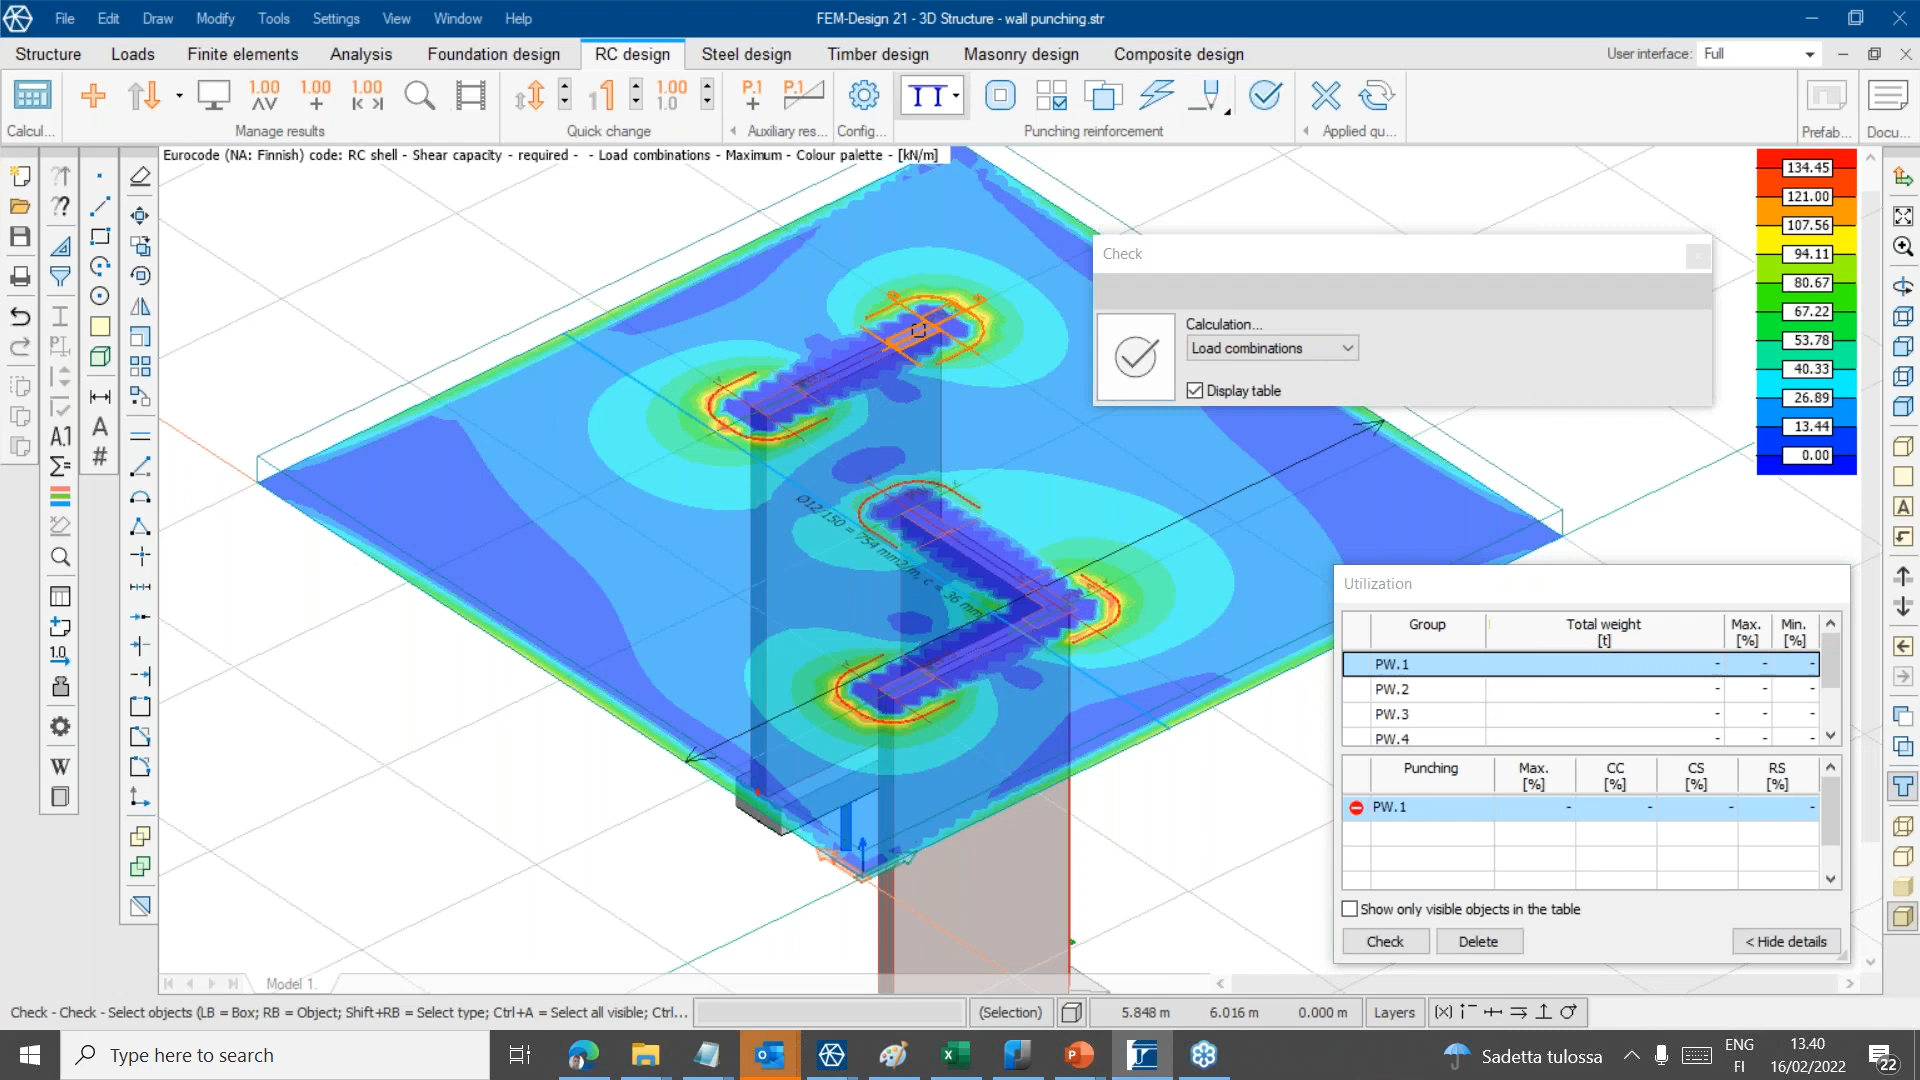 File Edit Draw Modify Tools Settings View Window Help
FEM-Design 21 - 3D Structure - wall punching.str
Structure Loads Finite elements Analysis Foundation design RC design Steel design Timber design Masonry design Composite design
User interface: Full
Calcul... Manage results Quick change Auxiliary res... Config... Punching reinforcement Applied qu... Prefab... Docu...
Eurocode (NA: Finnish) code: RC shell - Shear capacity - required - - Load combinations - Maximum - Colour palette - [kN/m]
134.45
121.00
107.56
94.11
80.67
67.22
53.78
40.33
26.89
13.44
0.00
Check
Calculation...
Load combinations
Display table
Ø12/150 = 754 mm2/m, c = 36 mm
Utilization
Group Total weight [t] Max. [%] Min. [%]
PW.1 - - -
PW.2 - - -
PW.3 - - -
PW.4
Punching Max. [%] CC [%] CS [%] RS [%]
PW.1 - - - -
Show only visible objects in the table
Check Delete < Hide details
Model 1.
Check - Check - Select objects (LB = Box; RB = Object; Shift+RB = Select type; Ctrl+A = Select all visible; Ctrl...
(Selection) 5.848 m 6.016 m 0.000 m Layers
Type here to search
Sadetta tulossa
ENG
FI
13.40
16/02/2022
22